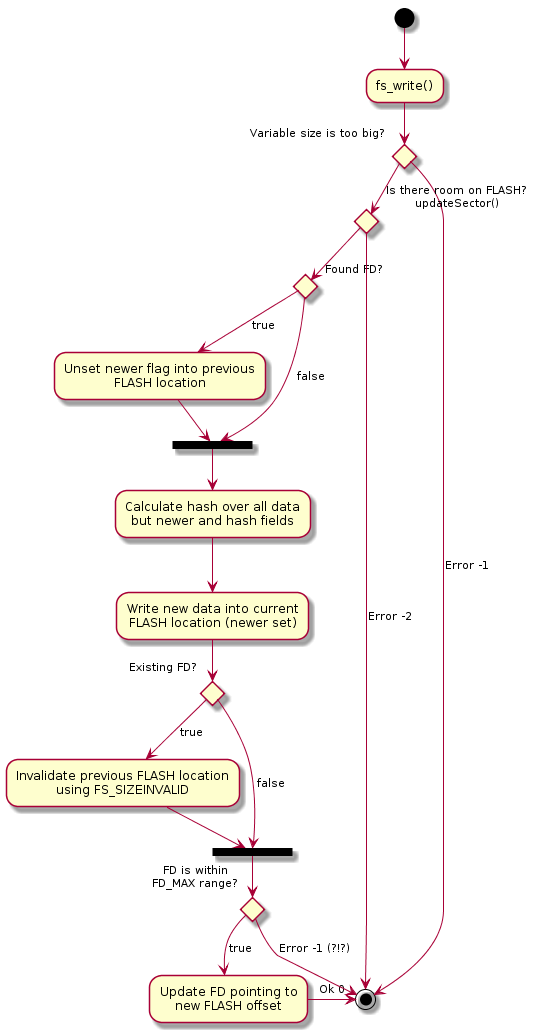 fs_write()
Variable size is too big?
Is there room on FLASH?
updateSector()
Found FD?
true
Unset newer flag into previous
FLASH location
false
Calculate hash over all data
but newer and hash fields
Error -1
Write new data into current
FLASH location (newer set)
Error -2
Existing FD?
true
Invalidate previous FLASH location
using FS_SIZEINVALID
false
FD is within
FD_MAX range?
true
Error -1 (?!?)
Update FD pointing to
new FLASH offset
Ok 0